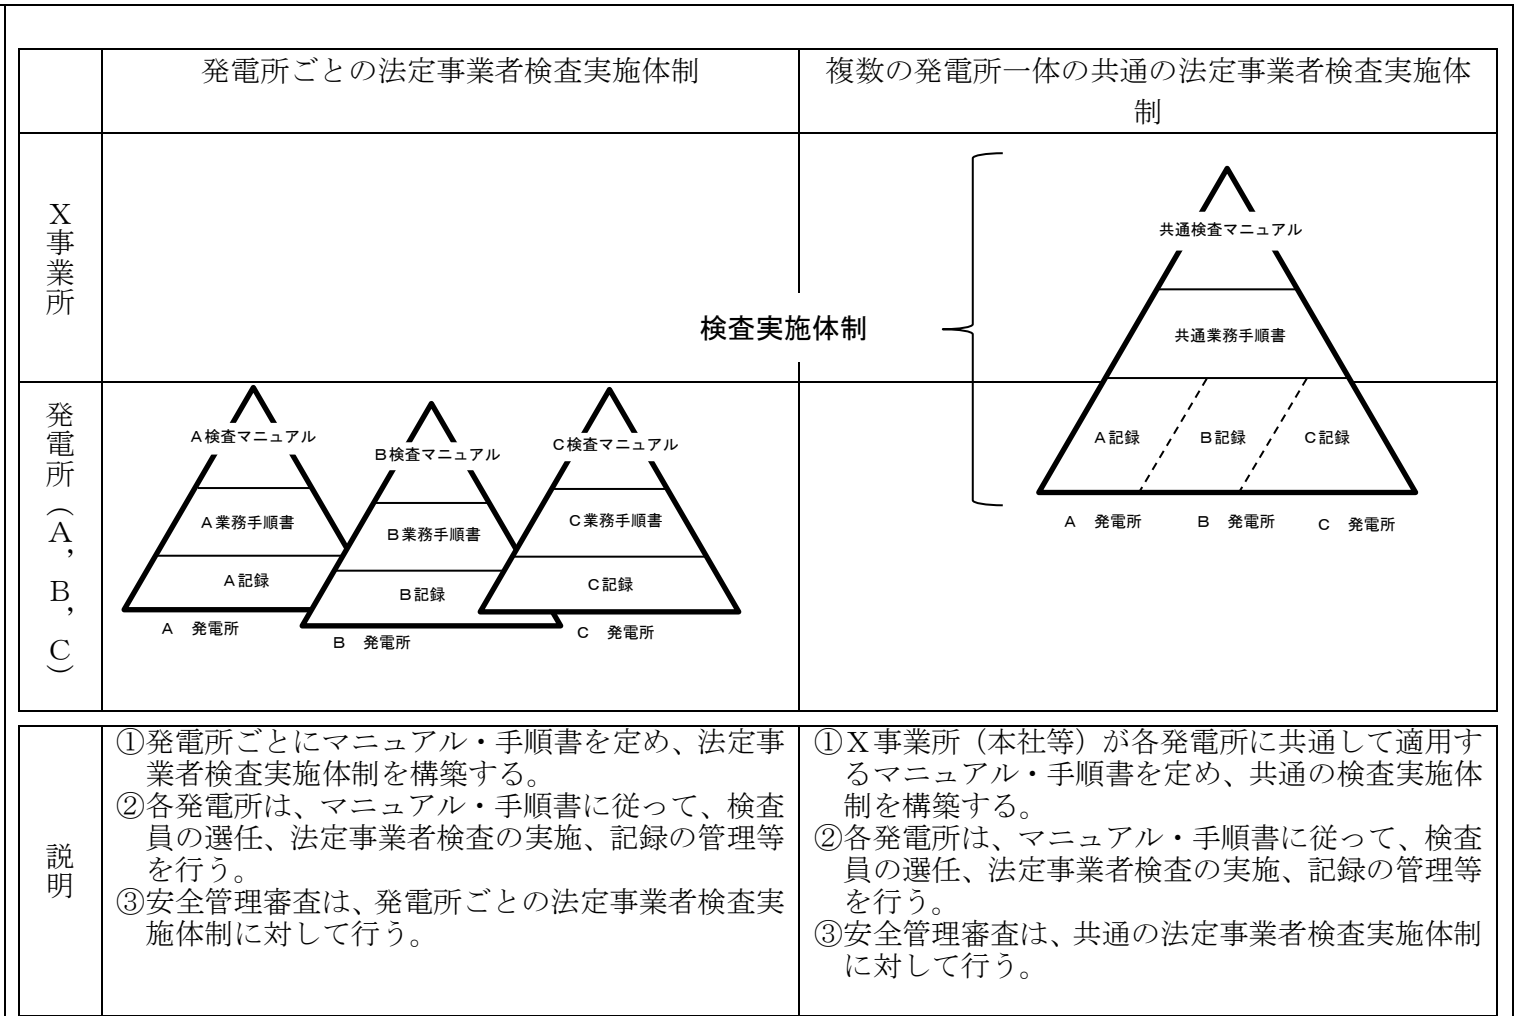 発電所ごとの法定事業者検査実施体制
複数の発電所一体の共通の法定事業者検査実施体
制
X事業所
検査実施体制
共通検査マニュアル
共通業務手順書
A記録
B記録
C記録
A 発電所
B 発電所
C 発電所
発電所(A, B, C)
A検査マニュアル
A業務手順書
A記録
A 発電所
B検査マニュアル
B業務手順書
B記録
B 発電所
C検査マニュアル
C業務手順書
C記録
C 発電所
説明
①発電所ごとにマニュアル・手順書を定め、法定事
業者検査実施体制を構築する。
②各発電所は、マニュアル・手順書に従って、検査
員の選任、法定事業者検査の実施、記録の管理等
を行う。
③安全管理審査は、発電所ごとの法定事業者検査実
施体制に対して行う。
①X事業所(本社等)が各発電所に共通して適用す
るマニュアル・手順書を定め、共通の検査実施体
制を構築する。
②各発電所は、マニュアル・手順書に従って、検査
員の選任、法定事業者検査の実施、記録の管理等
を行う。
③安全管理審査は、共通の法定事業者検査実施体制
に対して行う。